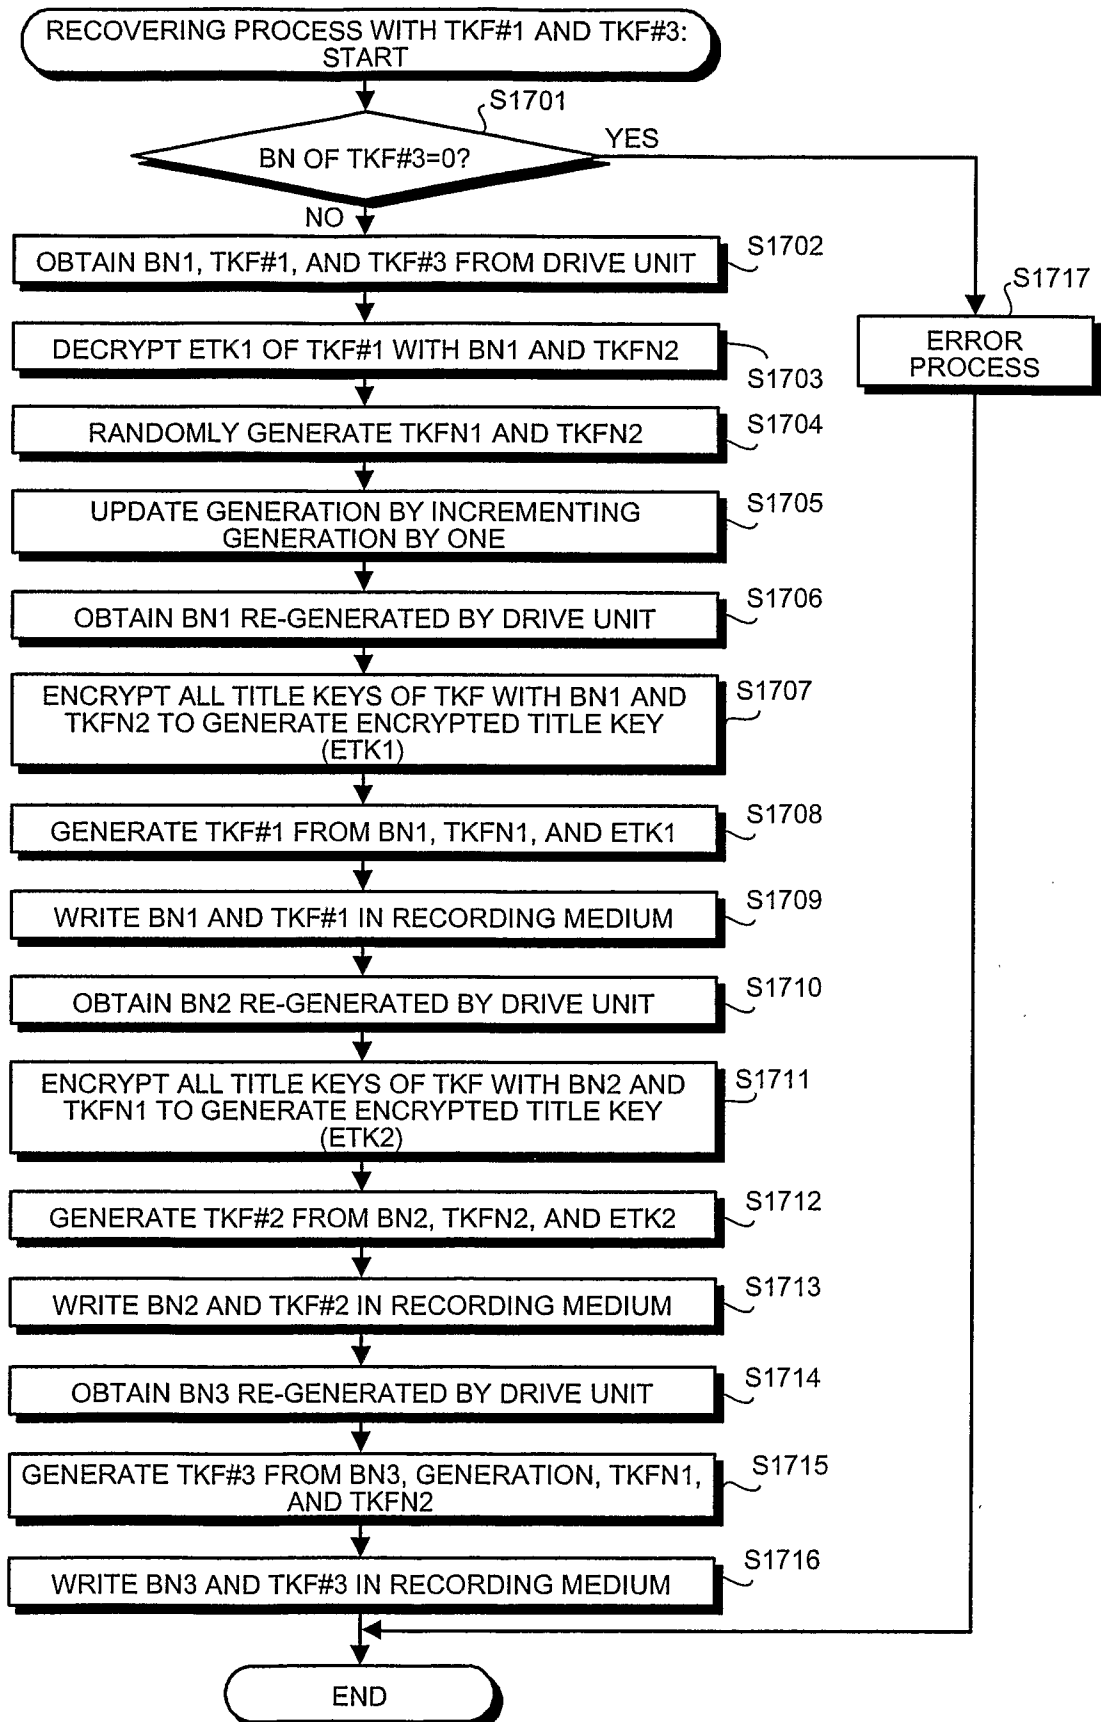 RECOVERING PROCESS WITH TKF#1 AND TKF#3:
START
S1701
BN OF TKF#3=0?
YES
NO
OBTAIN BN1, TKF#1, AND TKF#3 FROM DRIVE UNIT
S1702
S1717
ERROR
PROCESS
DECRYPT ETK1 OF TKF#1 WITH BN1 AND TKFN2
S1703
RANDOMLY GENERATE TKFN1 AND TKFN2
S1704
UPDATE GENERATION BY INCREMENTING
GENERATION BY ONE
S1705
OBTAIN BN1 RE-GENERATED BY DRIVE UNIT
S1706
ENCRYPT ALL TITLE KEYS OF TKF WITH BN1 AND
TKFN2 TO GENERATE ENCRYPTED TITLE KEY
(ETK1)
S1707
GENERATE TKF#1 FROM BN1, TKFN1, AND ETK1
S1708
WRITE BN1 AND TKF#1 IN RECORDING MEDIUM
S1709
OBTAIN BN2 RE-GENERATED BY DRIVE UNIT
S1710
ENCRYPT ALL TITLE KEYS OF TKF WITH BN2 AND
TKFN1 TO GENERATE ENCRYPTED TITLE KEY
(ETK2)
S1711
GENERATE TKF#2 FROM BN2, TKFN2, AND ETK2
S1712
WRITE BN2 AND TKF#2 IN RECORDING MEDIUM
S1713
OBTAIN BN3 RE-GENERATED BY DRIVE UNIT
S1714
GENERATE TKF#3 FROM BN3, GENERATION, TKFN1,
AND TKFN2
S1715
WRITE BN3 AND TKF#3 IN RECORDING MEDIUM
S1716
END